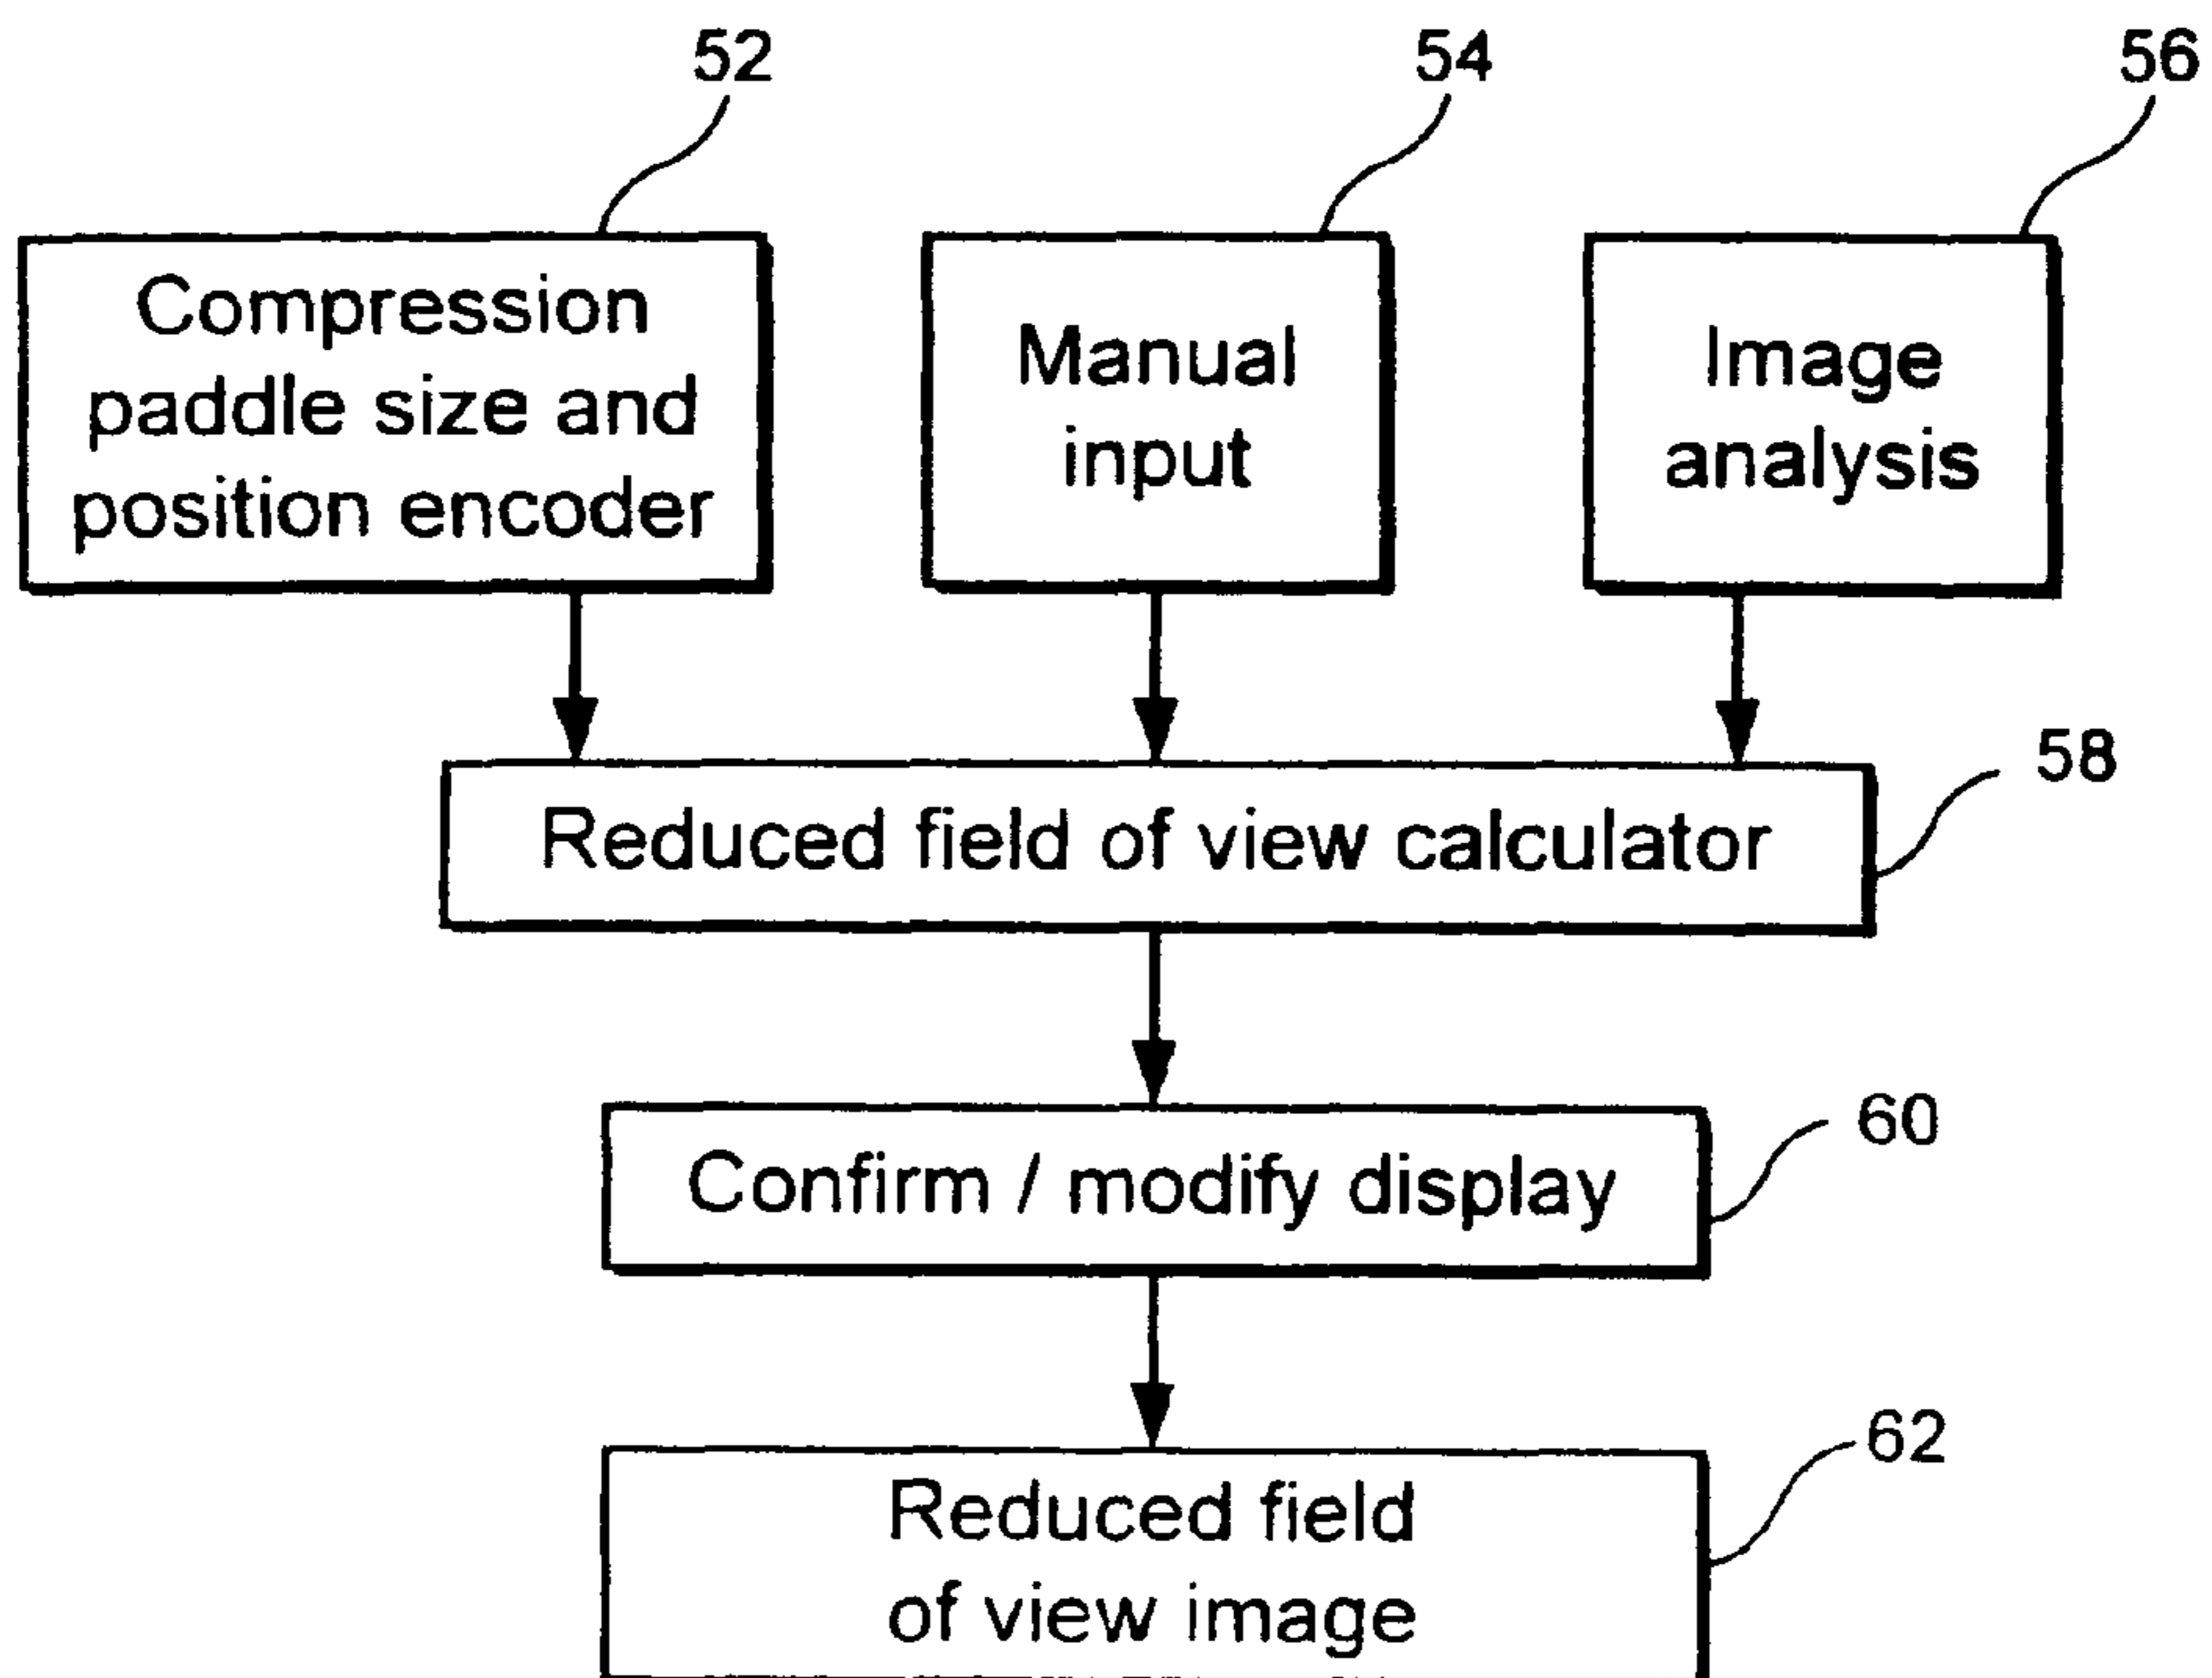 52
54
56
Compression
paddle size and
position encoder
Manual
input
Image
analysis
58
Reduced field of view calculator
60
Confirm / modify display
62
Reduced field
of view image